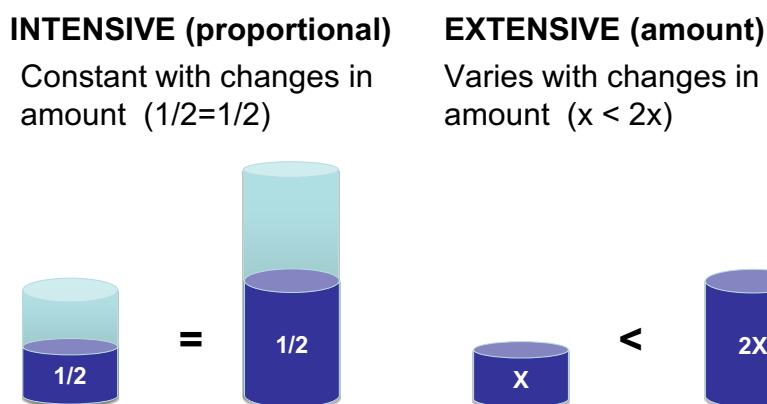 INTENSIVE (proportional)
Constant with changes in
amount (1/2=1/2)
EXTENSIVE (amount)
Varies with changes in
amount (x < 2x)
1/2
=
1/2
X
<
2X